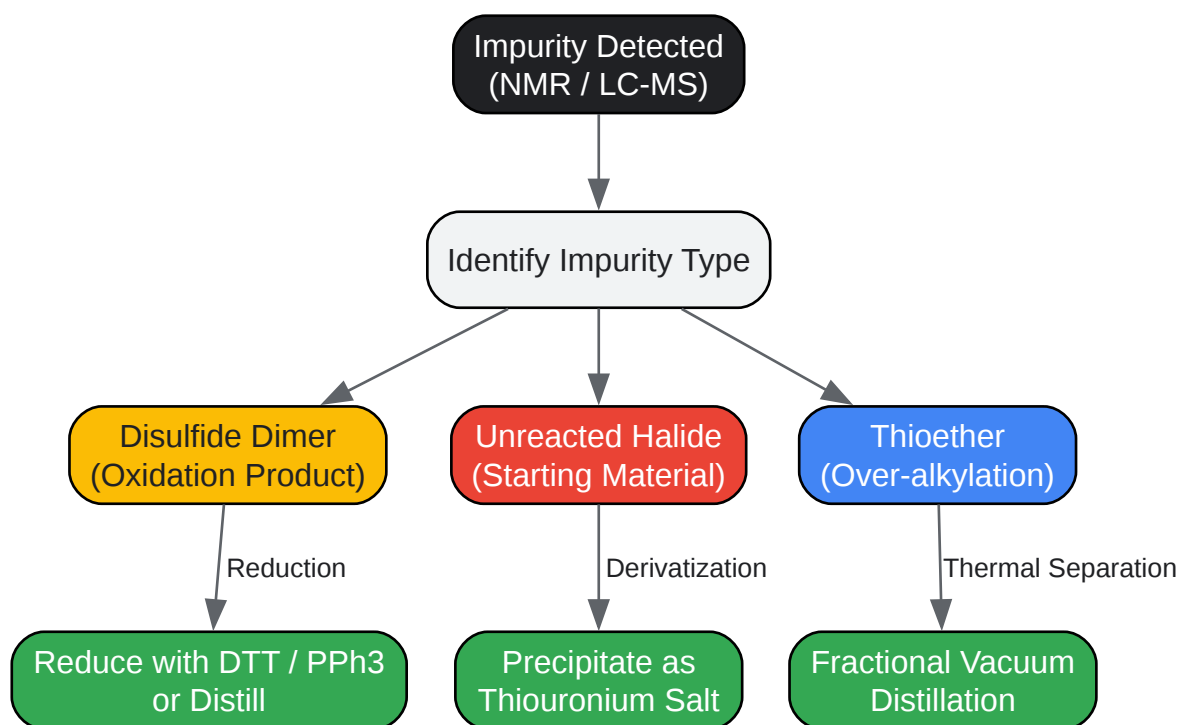 Impurity Detected
(NMR / LC-MS)
Identify Impurity Type
Disulfide Dimer
(Oxidation Product)
Unreacted Halide
(Starting Material)
Thioether
(Over-alkylation)
Reduction
Derivatization
Thermal Separation
Reduce with DTT / PPh3
or Distill
Precipitate as
Thiouronium Salt
Fractional Vacuum
Distillation